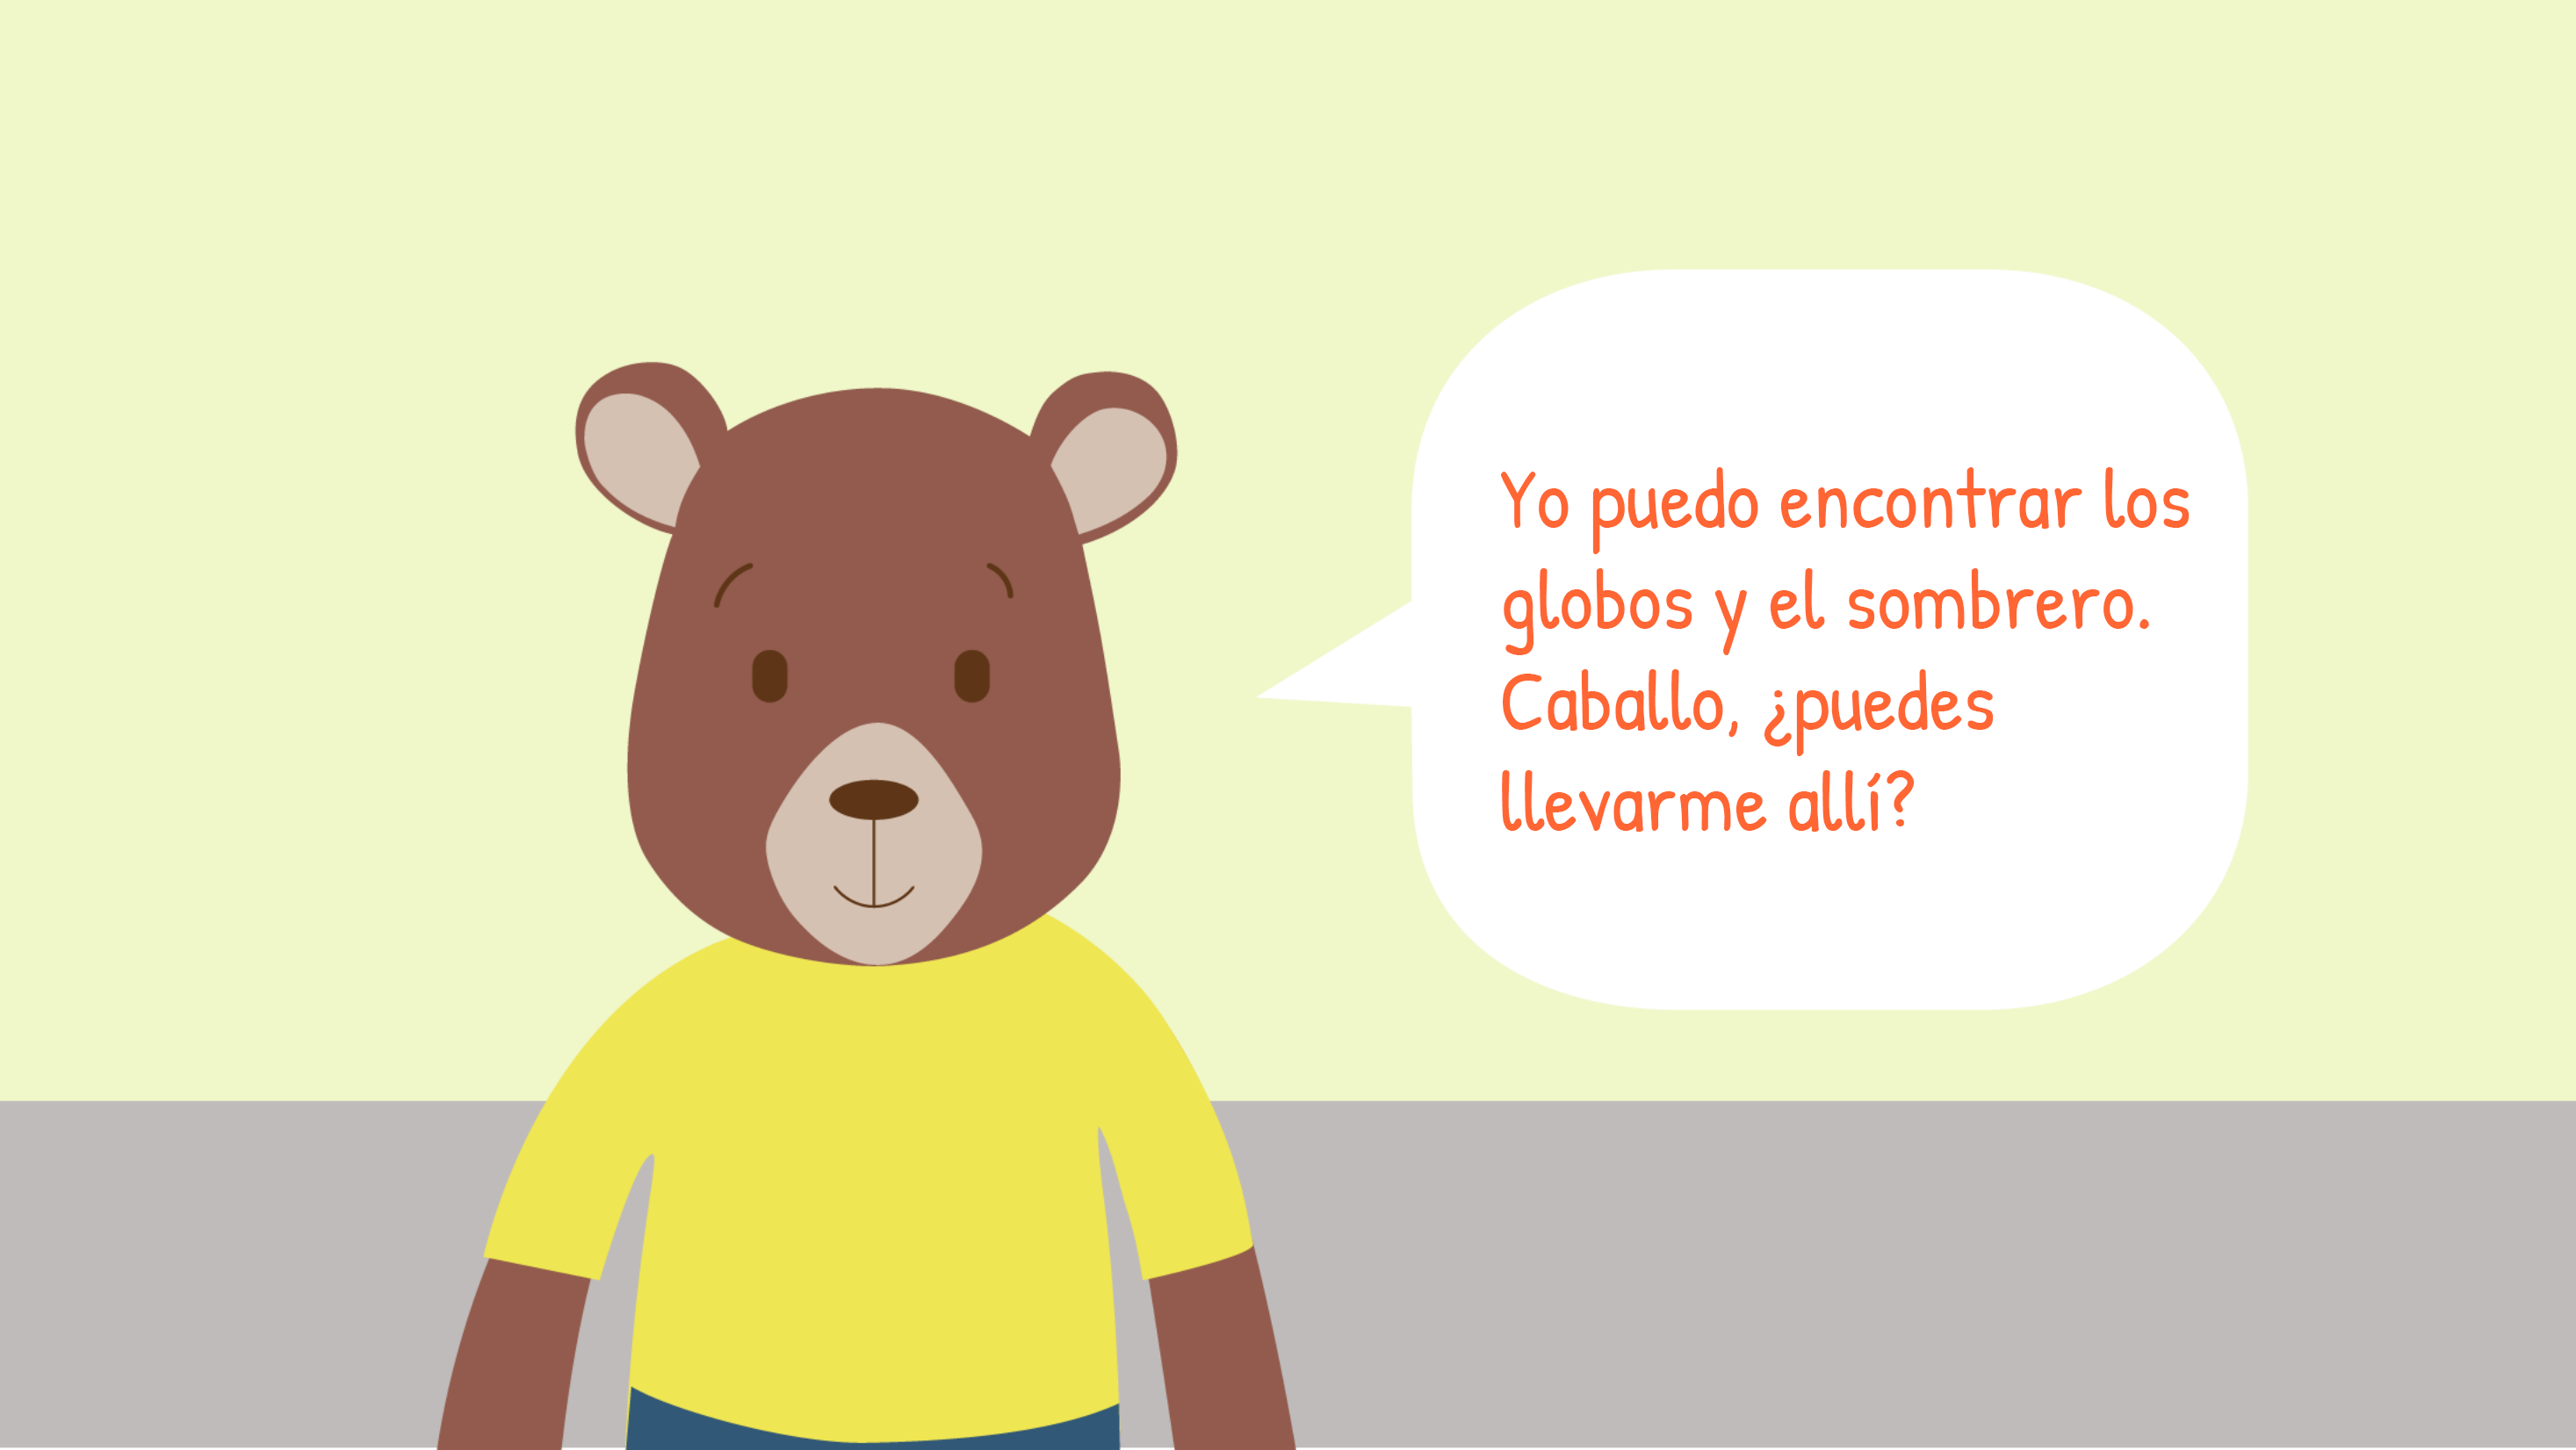 Yo puedo encontrar los
globos y el sombrero.
Caballo, ¿puedes
llevarme allí?